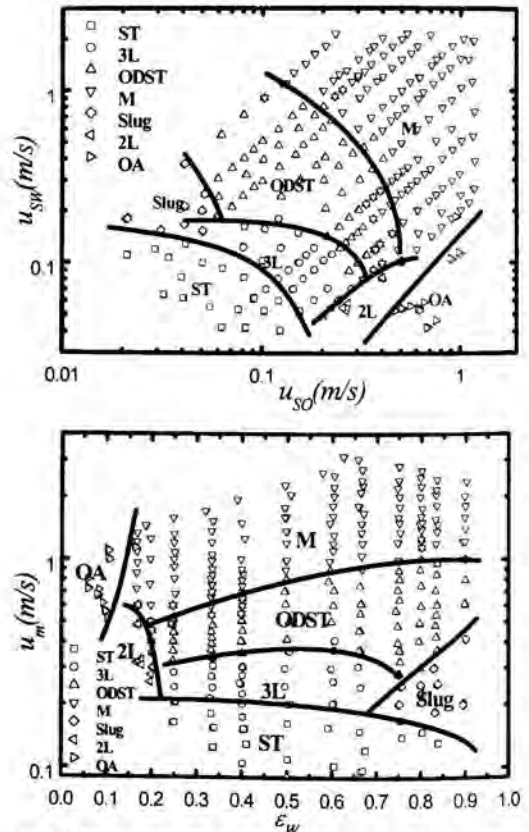 ST
3L
ODST
M
Slug
2L
OA
1
0.1
u_SW(m/s)
M
ODST
Slug
3L
ST
2L
OA
0.01 0.1 1
u_SO(m/s)
1
0.1
u_m(m/s)
M
OA
ODST
2L
3L
Slug
ST
ST
3L
ODST
M
Slug
2L
OA
0.0 0.1 0.2 0.3 0.4 0.5 0.6 0.7 0.8 0.9 1.0
ε_W